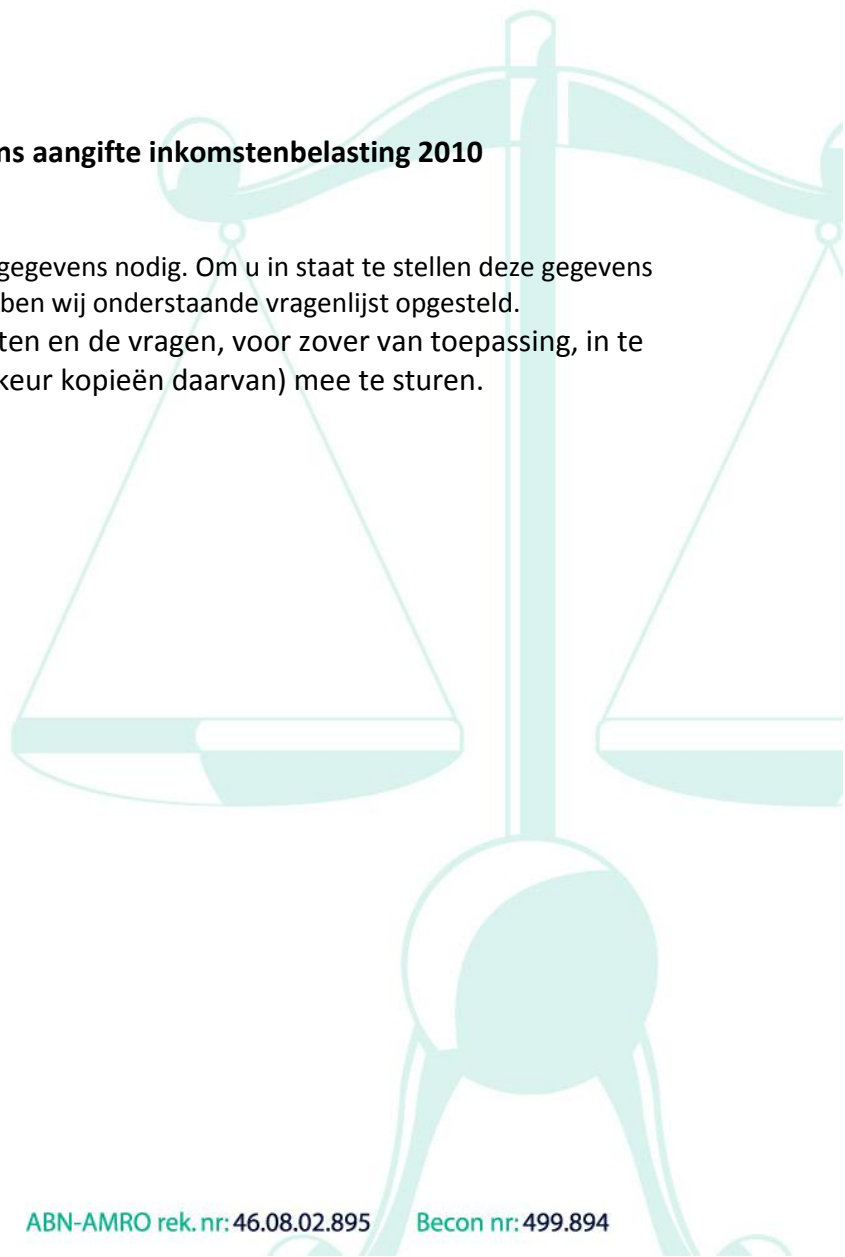 ns aangifte inkomstenbelasting 2010
gegevens nodig. Om u in staat te stellen deze gegevens
ben wij onderstaande vragenlijst opgesteld.
ten en de vragen, voor zover van toepassing, in te
keur kopieën daarvan) mee te sturen.
ABN-AMRO rek. nr: 46.08.02.895 Becon nr: 499.894